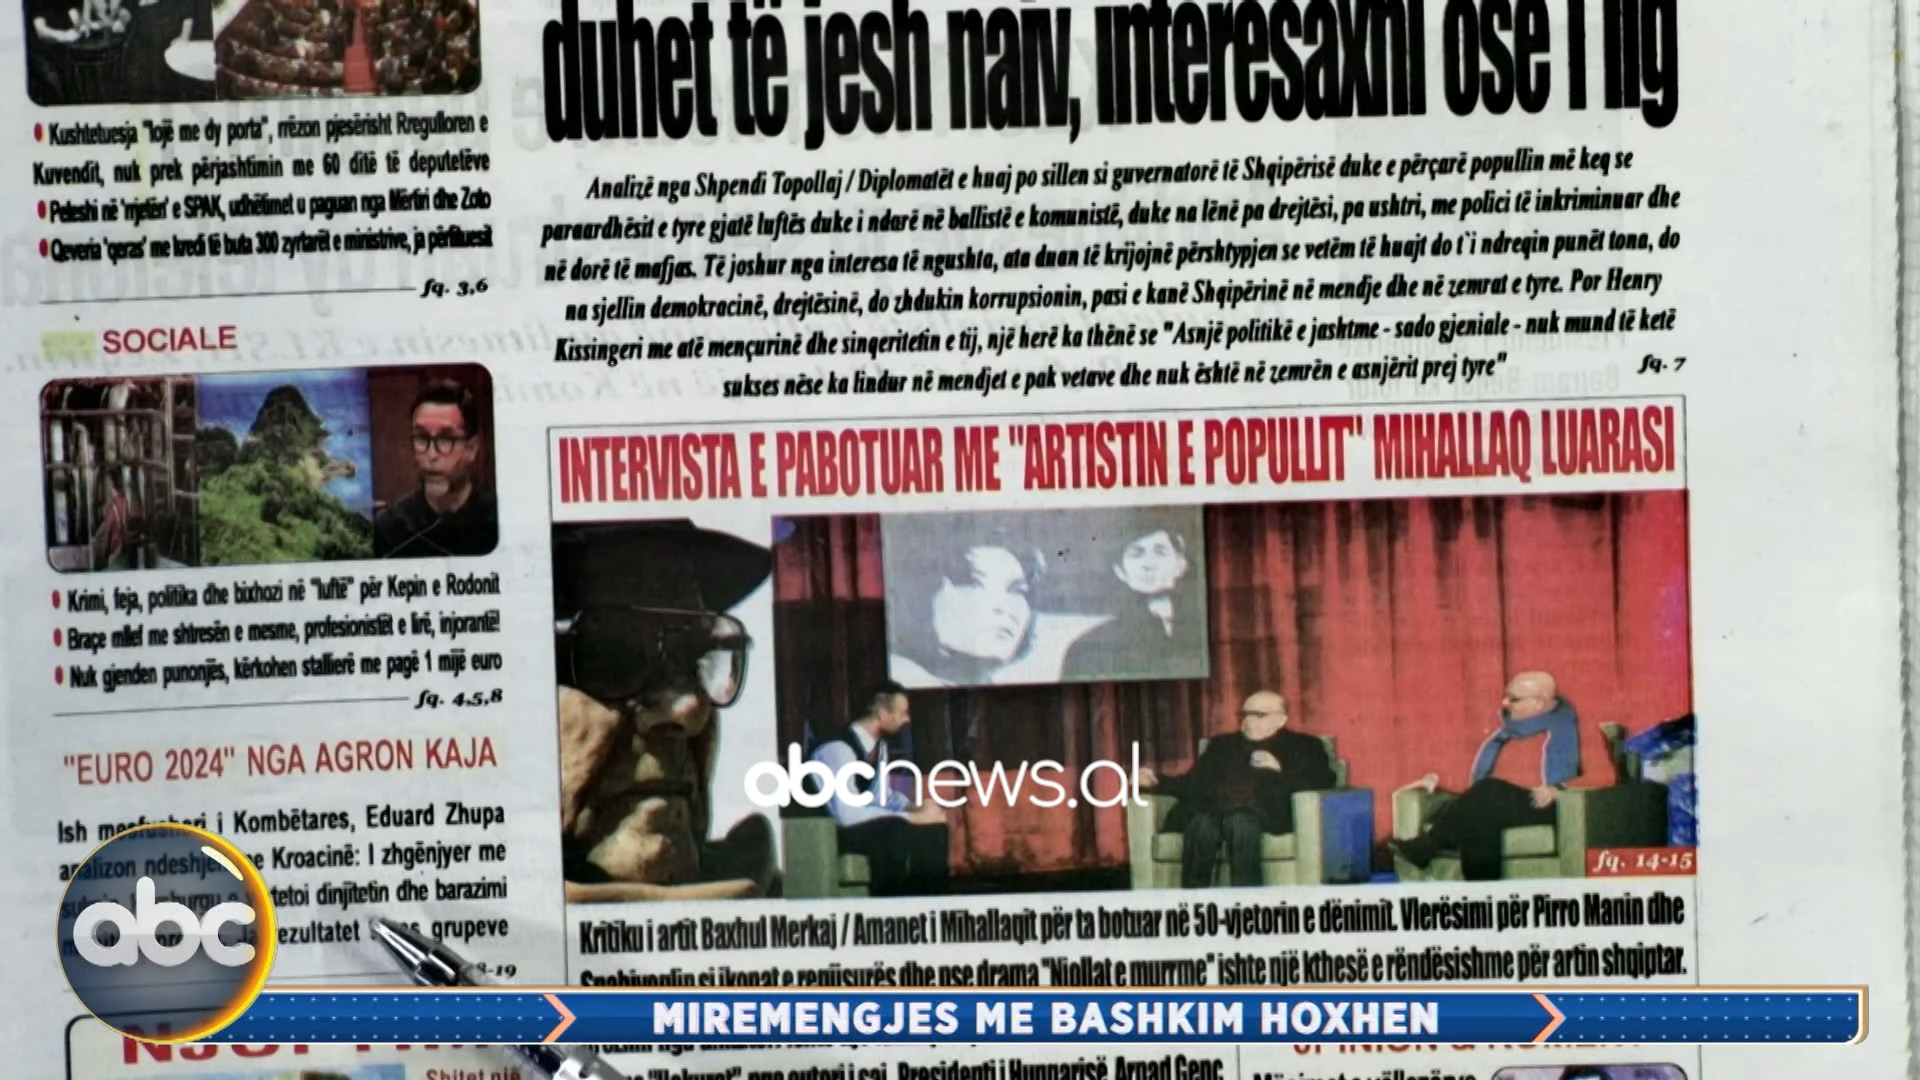 duhet të jesh naiv, interesaxhi ose i lig
• Kushtetuesja "lojë me dy porta", rrëzon pjesërisht Rregulloren e
Kuvendit, nuk prek përjashtimin me 60 ditë të deputetëve
• Peleshi në 'rrjetën' e SPAK, udhëtimet u paguan nga Mërtiri dhe Zoto
• Qeveria 'qeras' me kredi të buta 300 zyrtarët e ministrive, ja përfituesit
fq. 3,6
Analizë nga Shpendi Topollaj / Diplomatët e huaj po sillen si guvernatorë të Shqipërisë duke e përçarë popullin më keq se
paraardhësit e tyre gjatë luftës duke i ndarë në ballistë e komunistë, duke na lënë pa drejtësi, pa ushtri, me polici të inkriminuar dhe
në dorë të mafjas. Të joshur nga interesa të ngushta, ata duan të krijojnë përshtypjen se vetëm të huajt do t`i ndreqin punët tona, do
na sjellin demokracinë, drejtësinë, do zhdukin korrupsionin, pasi e kanë Shqipërinë në mendje dhe në zemrat e tyre. Por Henry
Kissingeri me atë mençurinë dhe sinqeritetin e tij, një herë ka thënë se "Asnjë politikë e jashtme - sado gjeniale - nuk mund të ketë
sukses nëse ka lindur në mendjet e pak vetave dhe nuk është në zemrën e asnjërit prej tyre"
fq. 7
SOCIALE
• Krimi, feja, politika dhe bixhozi në "luftë" për Kepin e Rodonit
• Braçe mllef me shtresën e mesme, profesionistët e lirë, injorantë!
• Nuk gjenden punonjës, kërkohen stallierë me pagë 1 mijë euro
fq. 4,5,8
"EURO 2024" NGA AGRON KAJA
Ish i Kombëtares, Eduard Zhupa
analizon Kroacinë: I zhgënjyer me
dinjitetin dhe barazimi
grupeve
-19
INTERVISTA E PABOTUAR ME "ARTISTIN E POPULLIT" MIHALLAQ LUARASI
abcnews.al
fq. 14-15
Kritiku i artit Baxhul Merkaj / Amanet i Mihallaqit për ta botuar në 50-vjetorin e dënimit. Vlerësimi për Pirro Manin dhe
si ikonat e regjisurës dhe pse drama "Njollat e murrme" ishte një kthesë e rëndësishme për artin shqiptar.
abc
MIREMENGJES ME BASHKIM HOXHEN
Shitet një
nga autori i saj, Presidenti i Hungarisë Arpad Genc